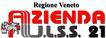 Regione Veneto
AZIENDA
U.L.S.S. 21